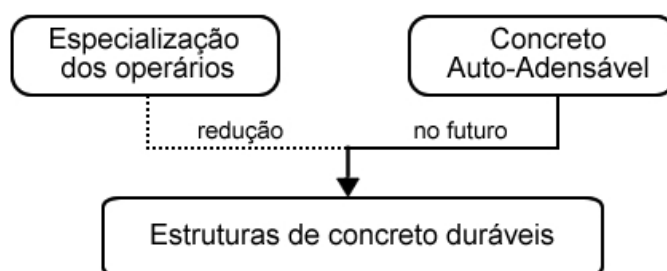 Especialização
dos operários
Concreto
Auto-Adensável
redução
no futuro
Estruturas de concreto duráveis